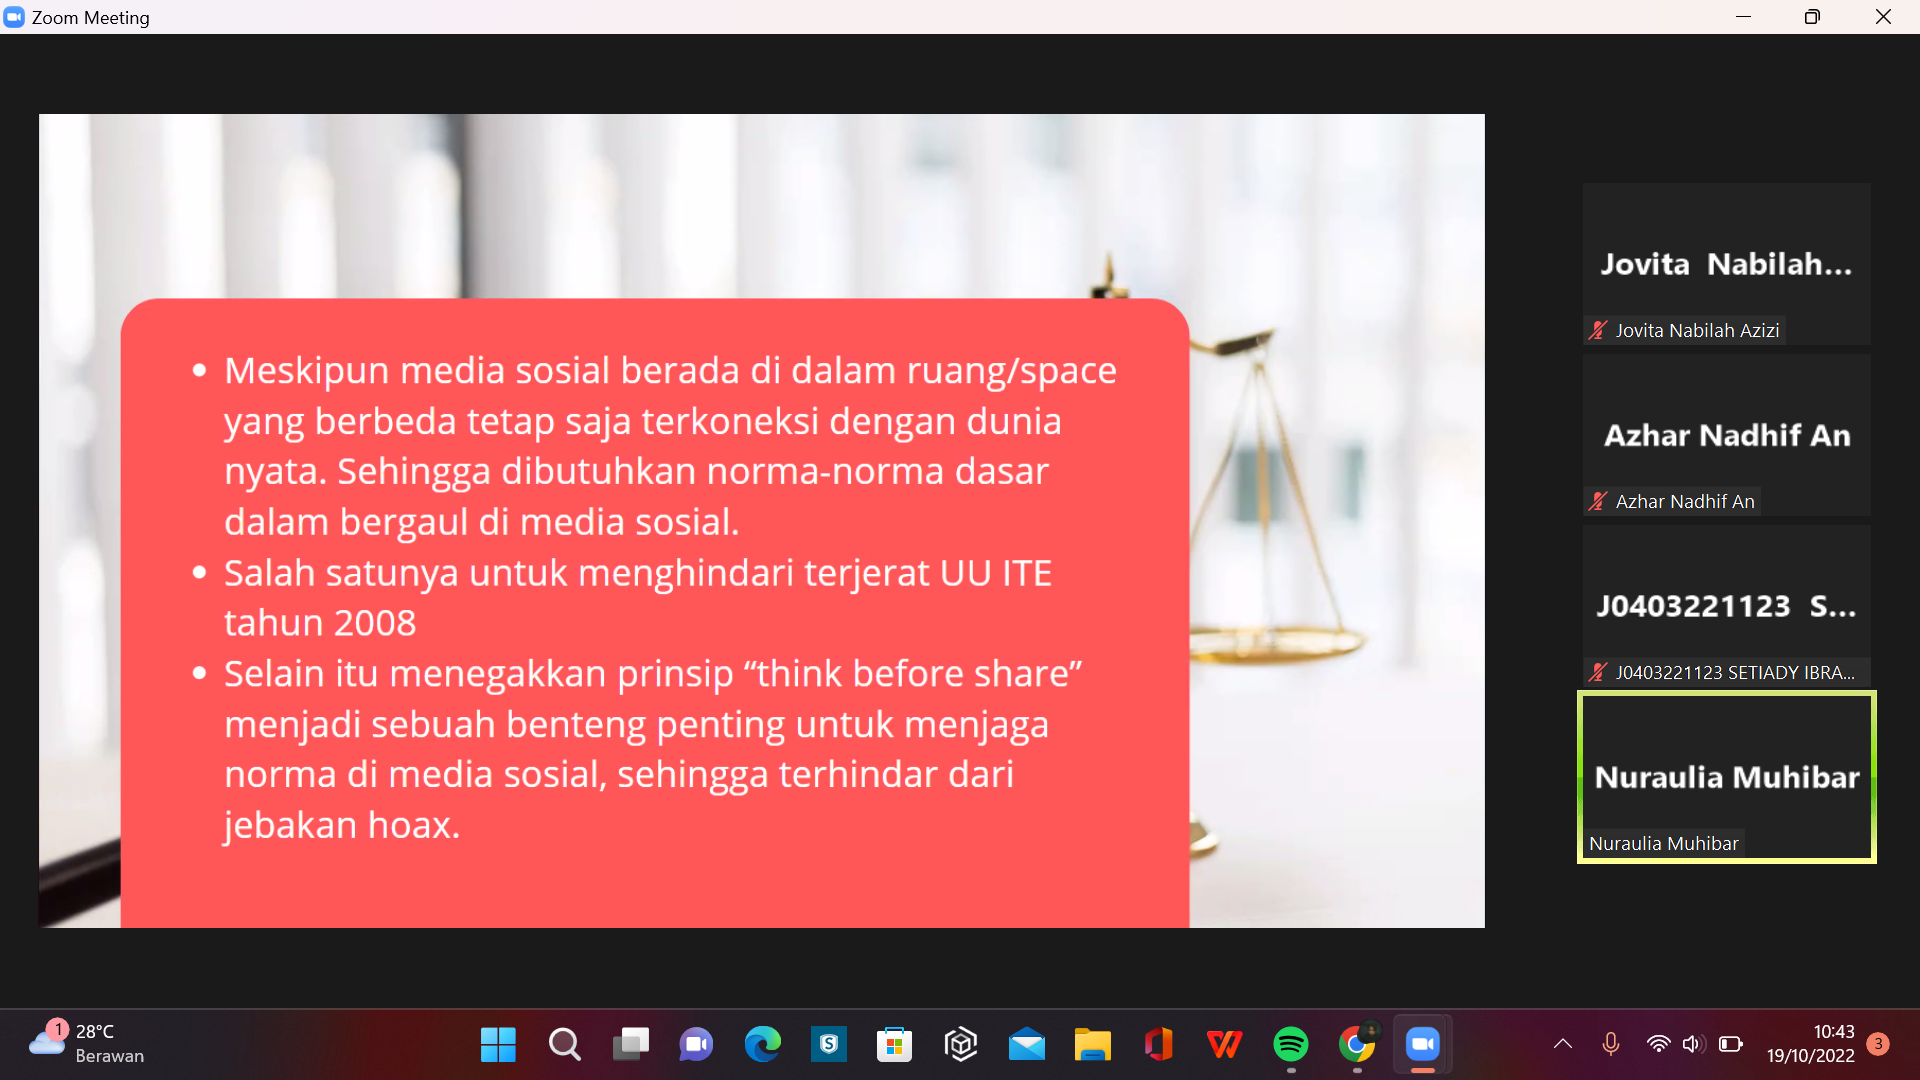 Zoom Meeting
Meskipun media sosial berada di dalam ruang/space
yang berbeda tetap saja terkoneksi dengan dunia
nyata. Sehingga dibutuhkan norma-norma dasar
dalam bergaul di media sosial.
Salah satunya untuk menghindari terjerat UU ITE
tahun 2008
Selain itu menegakkan prinsip “think before share”
menjadi sebuah benteng penting untuk menjaga
norma di media sosial, sehingga terhindar dari
jebakan hoax.
Jovita Nabilah...
Jovita Nabilah Azizi
Azhar Nadhif An
Azhar Nadhif An
J0403221123 S...
J0403221123 SETIADY IBRA...
Nuraulia Muhibar
Nuraulia Muhibar
1
28°C
Berawan
S
10:43
19/10/2022
3